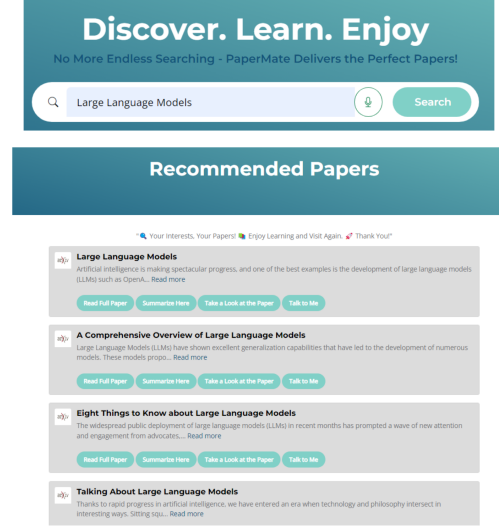 Discover. Learn. Enjoy
No More Endless Searching - PaperMate Delivers the Perfect Papers!
Large Language Models
Search
Recommended Papers
"🔍 Your Interests, Your Papers! 📚 Enjoy Learning and Visit Again. 🚀 Thank You!"
Large Language Models
Artificial intelligence is making spectacular progress, and one of the best examples is the development of large language models
(LLMs) such as OpenA... Read more
Read Full Paper Summarize Here Take a Look at the Paper Talk to Me
A Comprehensive Overview of Large Language Models
Large Language Models (LLMs) have shown excellent generalization capabilities that have led to the development of numerous
models. These models propo... Read more
Read Full Paper Summarize Here Take a Look at the Paper Talk to Me
Eight Things to Know about Large Language Models
The widespread public deployment of large language models (LLMs) in recent months has prompted a wave of new attention
and engagement from advocates,... Read more
Read Full Paper Summarize Here Take a Look at the Paper Talk to Me
Talking About Large Language Models
Thanks to rapid progress in artificial intelligence, we have entered an era when technology and philosophy intersect in
interesting ways. Sitting squ... Read more